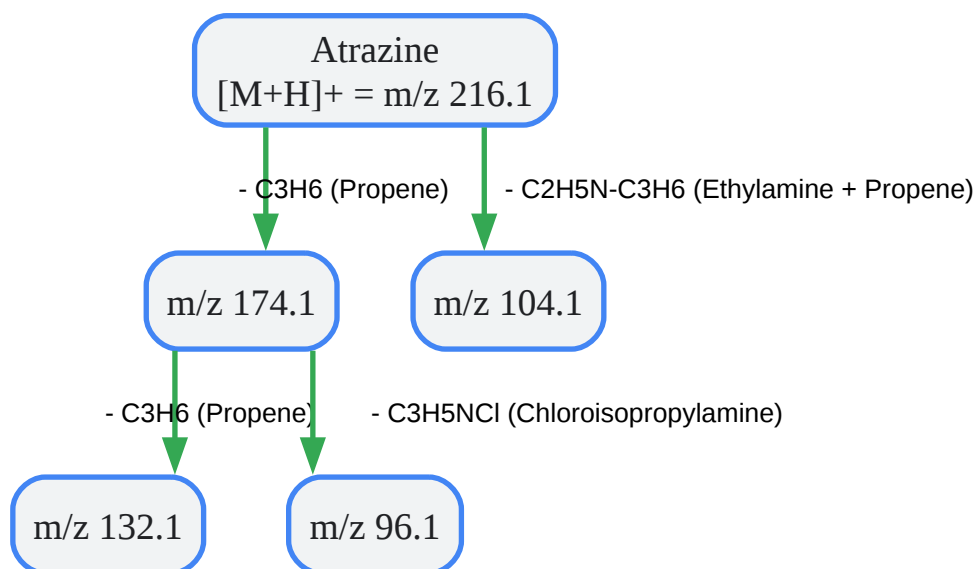 Atrazine
[M+H]+ = m/z 216.1
- C3H6 (Propene)
- C2H5N-C3H6 (Ethylamine + Propene)
m/z 174.1
m/z 104.1
- C3H6 (Propene)
- C3H5NCl (Chloroisopropylamine)
m/z 132.1
m/z 96.1